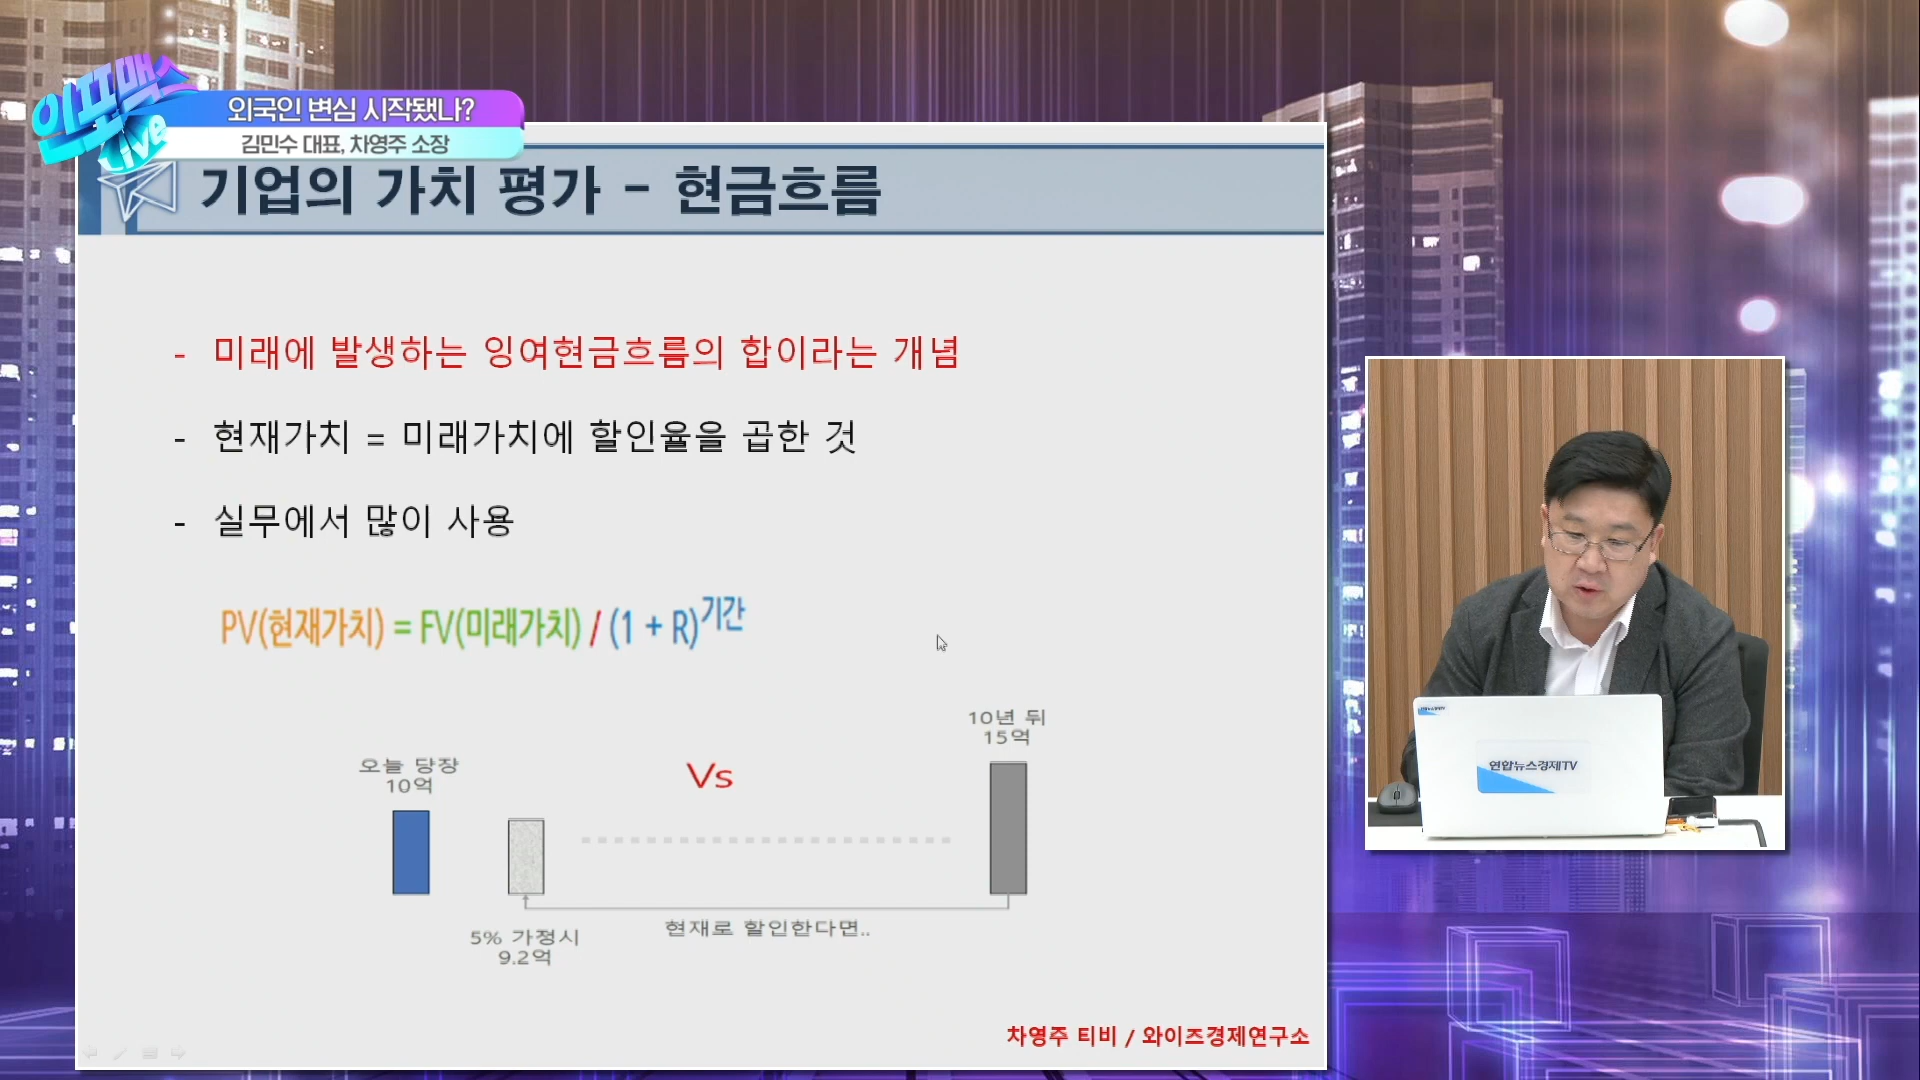 인포맥스
Live
외국인 변심 시작됐나?
김민수 대표, 차영주 소장
기업의 가치 평가 - 현금흐름
- 미래에 발생하는 잉여현금흐름의 합이라는 개념
- 현재가치 = 미래가치에 할인율을 곱한 것
- 실무에서 많이 사용
PV(현재가치) = FV(미래가치) / (1 + R)기간
10년 뒤
15억
오늘 당장
10억
Vs
5% 가정시
9.2억
현재로 할인한다면..
차영주 티비 / 와이즈경제연구소
연합뉴스경제TV